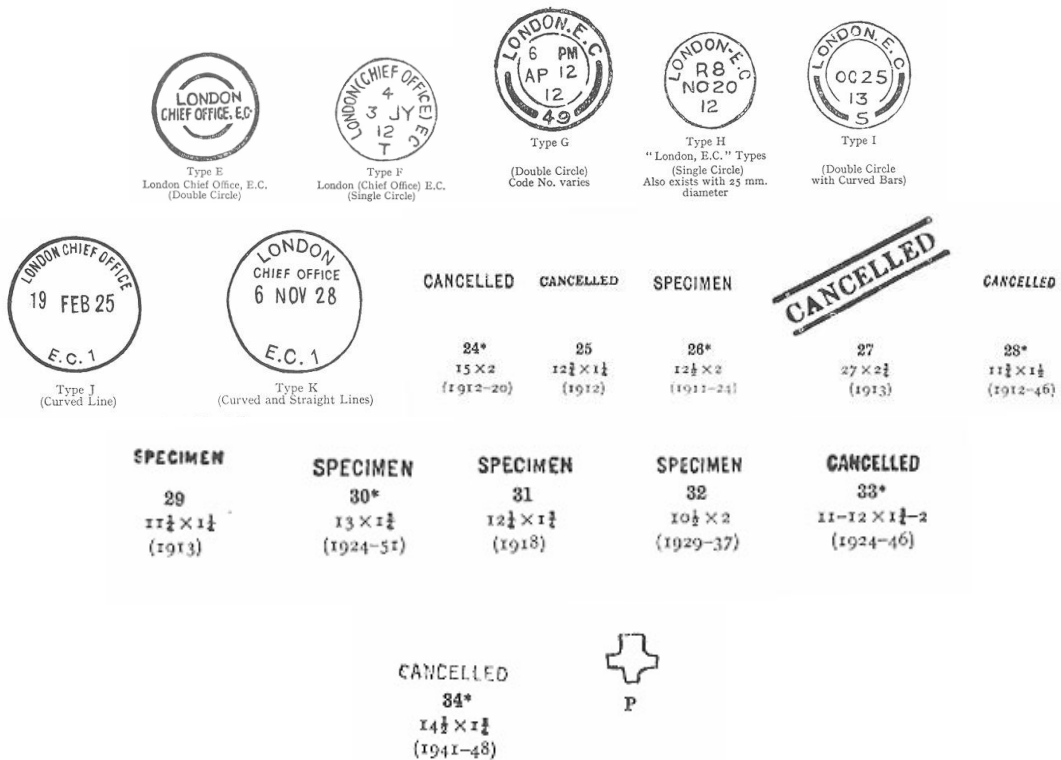 LONDON
CHIEF OFFICE, E.C.
Type E
London Chief Office, E.C.
(Double Circle)
LONDON (CHIEF OFFICE) E C
4
3 JY
12
T
Type F
London (Chief Office) E.C.
(Single Circle)
LONDON. E. C
6 PM
AP 12
12
49
Type G
(Double Circle)
Code No. varies
LONDON-E.C
R8
NO20
12
Type H
"London, E.C." Types
(Single Circle)
Also exists with 25 mm.
diameter
LONDON. E. C
OC25
13
5
Type I
(Double Circle
with Curved Bars)
LONDON CHIEF OFFICE
19 FEB 25
E.C. 1
Type J
(Curved Line)
LONDON
CHIEF OFFICE
6 NOV 28
E.C. 1
Type K
(Curved and Straight Lines)
CANCELLED
24*
15 × 2
(1912–20)
CANCELLED
25
12¾ × 1¼
(1912)
SPECIMEN
26*
12½ × 2
(1911–24)
CANCELLED
27
27 × 2¾
(1913)
CANCELLED
28*
11¾ × 1½
(1912–46)
SPECIMEN
29
11¼ × 1¼
(1913)
SPECIMEN
30*
13 × 1¾
(1924–51)
SPECIMEN
31
12¼ × 1¾
(1918)
SPECIMEN
32
10½ × 2
(1929–37)
CANCELLED
33*
11–12 × 1¾–2
(1924–46)
CANCELLED
34*
14½ × 1¾
(1941–48)
P